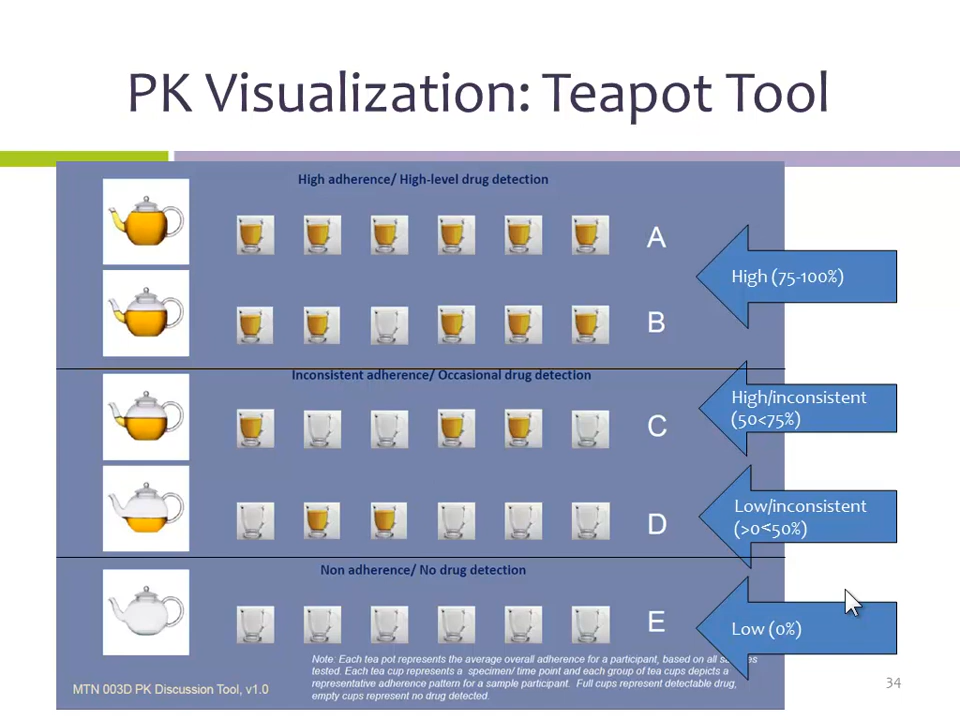 PK Visualization: Teapot Tool
High adherence/ High-level drug detection
A
High (75-100%)
B
Inconsistent adherence/ Occasional drug detection
High/inconsistent
(50<75%)
C
Low/inconsistent
(>0<50%)
D
Non adherence/ No drug detection
E
Low (0%)
Note: Each tea pot represents the average overall adherence for a participant, based on all
tested. Each tea cup represents a specimen/ time point and each group of tea cups depicts a
representative adherence pattern for a sample participant. Full cups represent detectable drug,
empty cups represent no drug detected.
MTN 003D PK Discussion Tool, v1.0
34